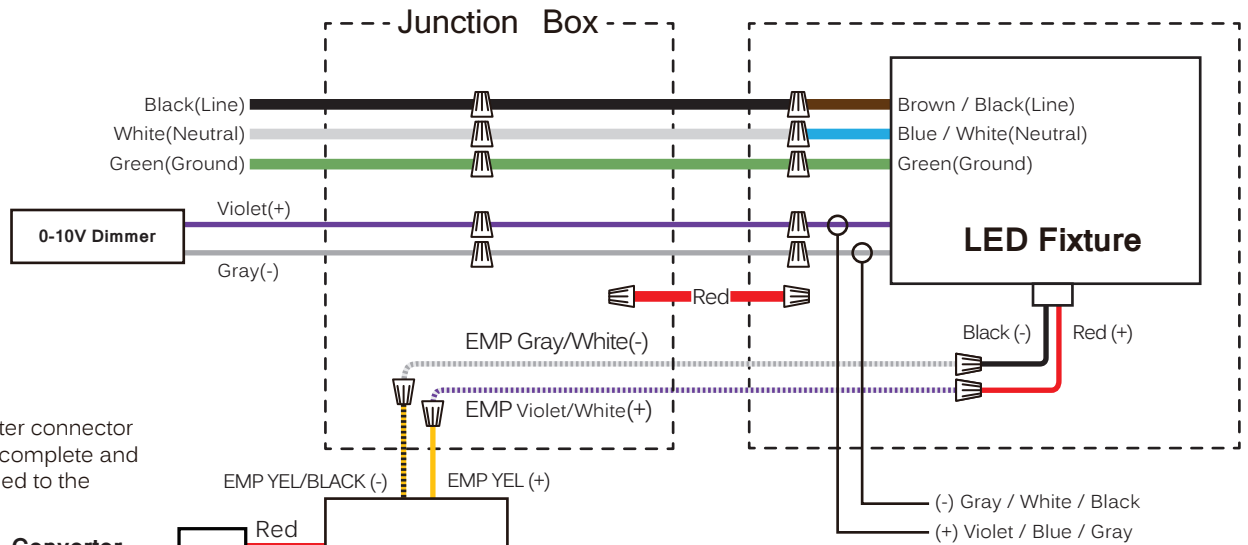 Junction Box
Black(Line)
Brown / Black(Line)
White(Neutral)
Blue / White(Neutral)
Green(Ground)
Green(Ground)
Violet(+)
0-10V Dimmer
LED Fixture
Gray(-)
Red
Black (-)
Red (+)
EMP Gray/White(-)
EMP Violet/White(+)
ter connector
complete and
ed to the
EMP YEL/BLACK (-)
EMP YEL (+)
(-) Gray / White / Black
Red
(+) Violet / Blue / Gray
Converter